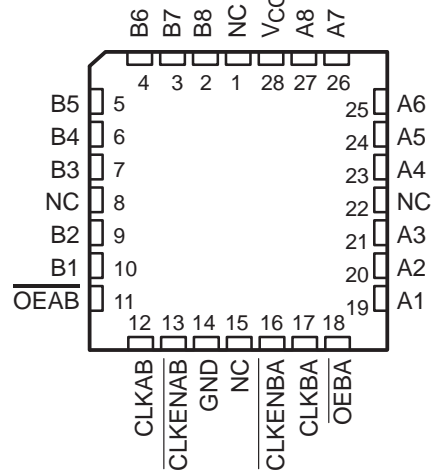 B6 B7 B8 NC VCC A8 A7
4 3 2 1 28 27 26
B5 5 25 A6
B4 6 24 A5
B3 7 23 A4
NC 8 22 NC
B2 9 21 A3
B1 10 20 A2
OEAB 11 19 A1
12 13 14 15 16 17 18
CLKAB CLKENAB GND NC CLKENBA CLKBA OEBA